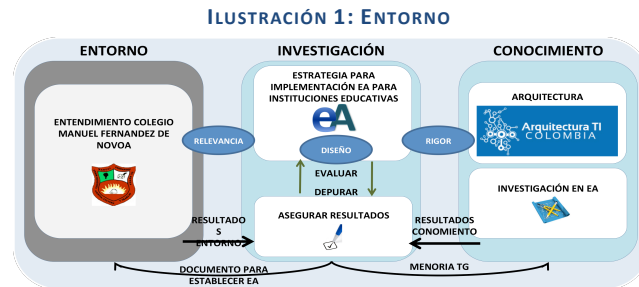 ILUSTRACIÓN 1: ENTORNO
ENTORNO
ENTENDIMIENTO COLEGIO
MANUEL FERNANDEZ DE
NOVOA
RELEVANCIA
INVESTIGACIÓN
ESTRATEGIA PARA
IMPLEMENTACIÓN EA PARA
INSTITUCIONES EDUCATIVAS
eA
DISEÑO
EVALUAR
DEPURAR
ASEGURAR RESULTADOS
RIGOR
CONOCIMIENTO
ARQUITECTURA
Arquitectura TI
COLOMBIA
INVESTIGACIÓN EN EA
RESULTADO
S
ENTORNO
RESULTADOS
CONOMIENTO
DOCUMENTO PARA
ESTABLECER EA
MENORIA TG